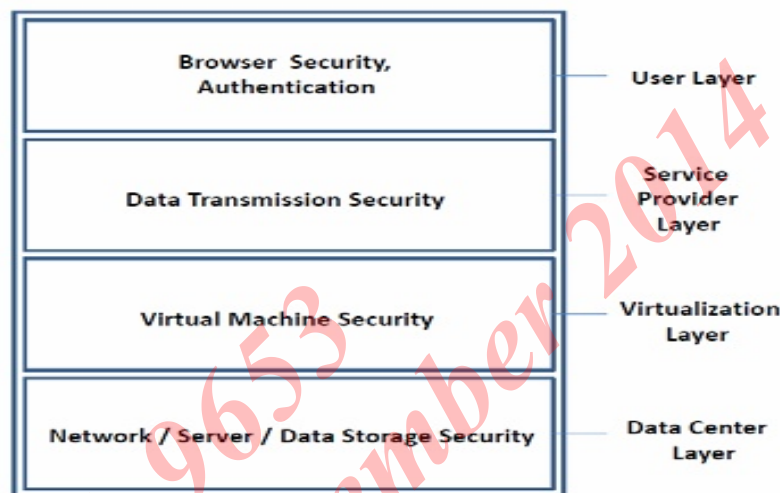 Browser Security,
Authentication
User Layer
Data Transmission Security
Service
Provider
Layer
Virtual Machine Security
Virtualization
Layer
Network / Server / Data Storage Security
Data Center
Layer
9653
mber 2014